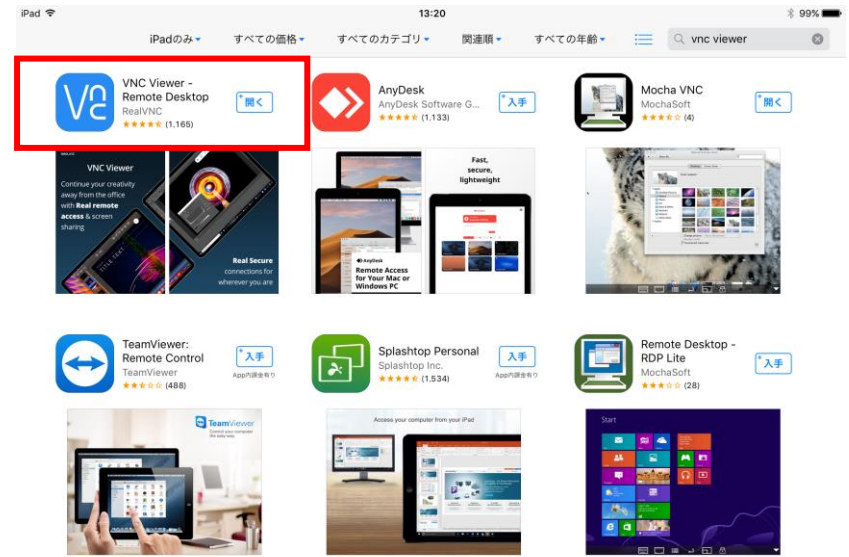 iPad
13:20
99%
iPadのみ
すべての価格
すべてのカテゴリ
関連順
すべての年齢
vnc viewer
VNC Viewer -
Remote Desktop
RealVNC
(1,165)
開く
AnyDesk
AnyDesk Software G...
(1,133)
入手
Mocha VNC
MochaSoft
(4)
開く
VNC Viewer
Continue your creativity
away from the office
with Real remote
access & screen
sharing
Real Secure
connections for
wherever you are
Fast,
secure,
lightweight
AnyDesk
Remote Access
for Your Mac or
Windows PC
TeamViewer:
Remote Control
TeamViewer
(488)
入手
App内課金有り
Splashtop Personal
Splashtop Inc.
(1,534)
入手
App内課金有り
Remote Desktop -
RDP Lite
MochaSoft
(28)
入手
TeamViewer
Control your computer
the easy way.
Access your computer from your iPad
Start